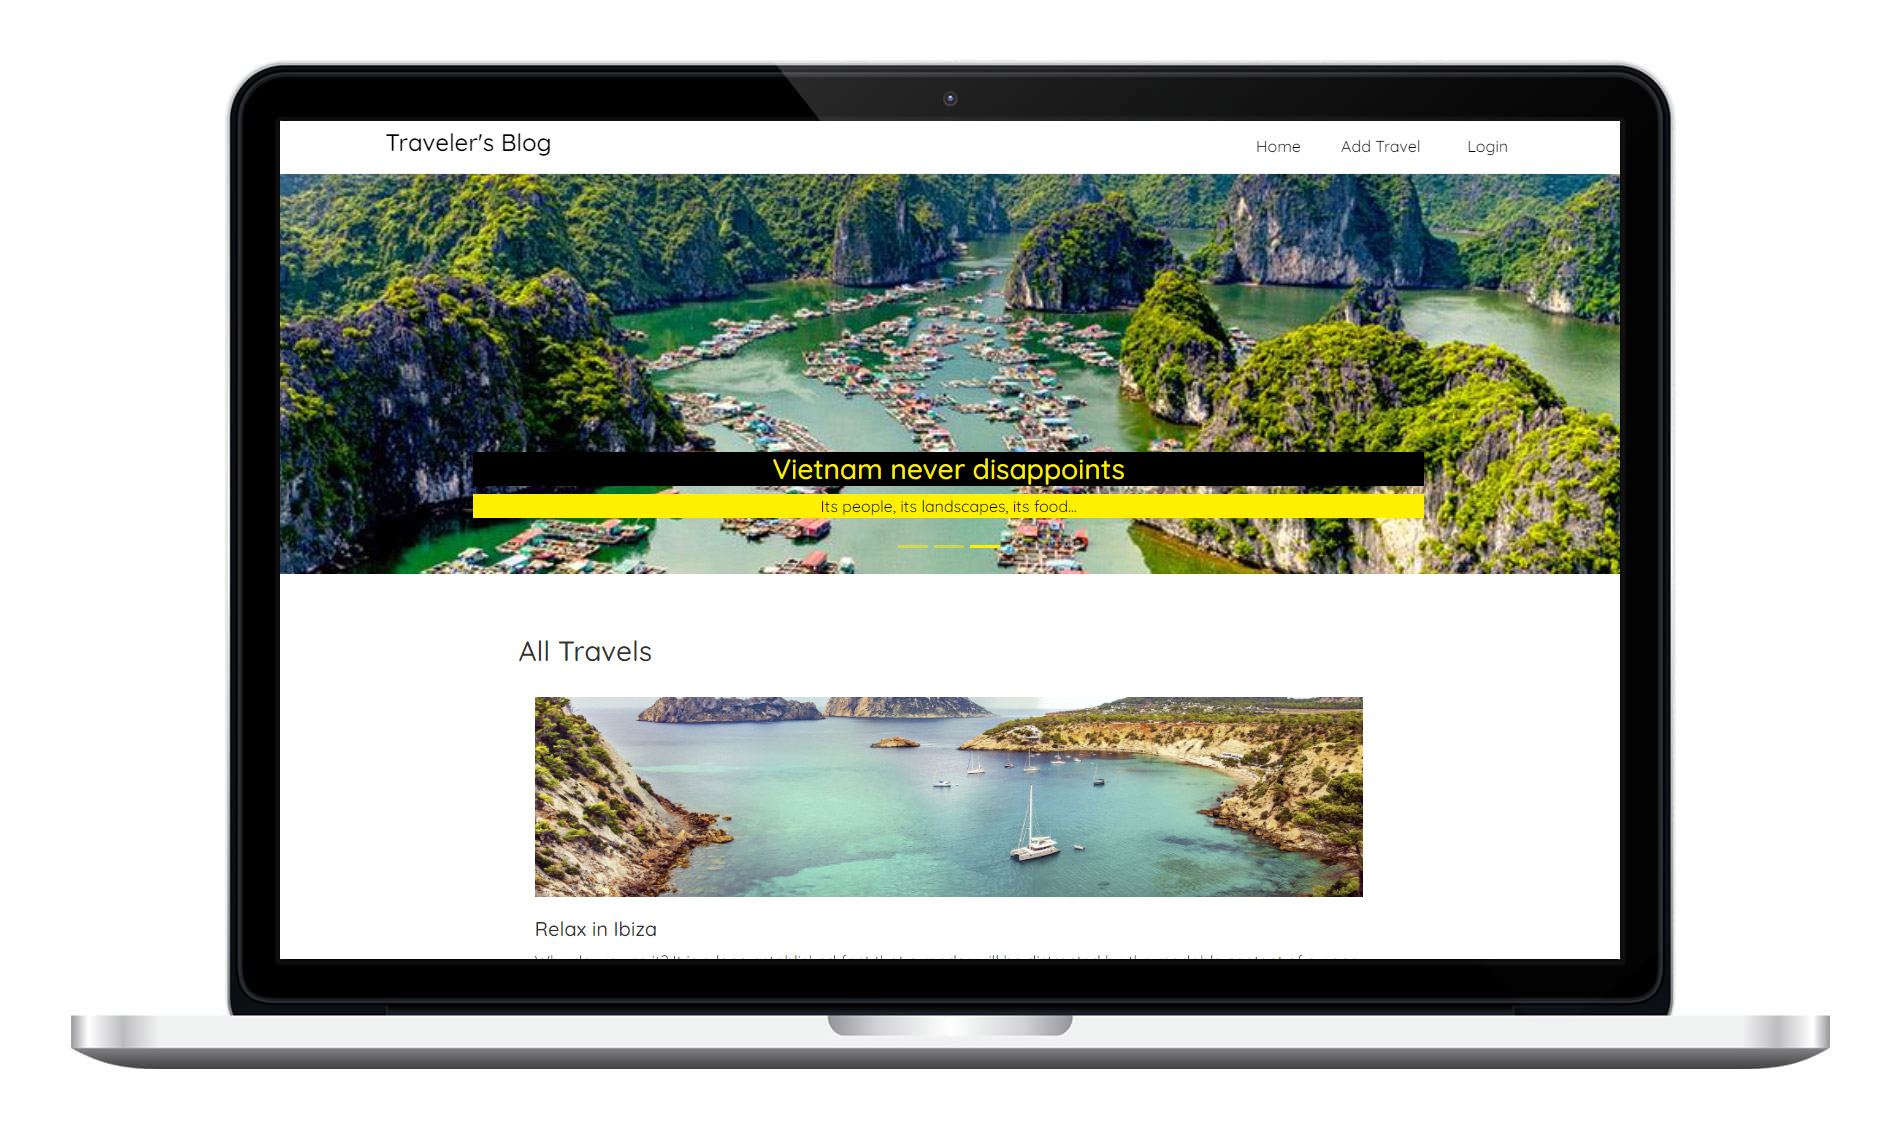 Traveler's Blog
Home Add Travel Login
Vietnam never disappoints
Its people, its landscapes, its food...
All Travels
Relax in Ibiza